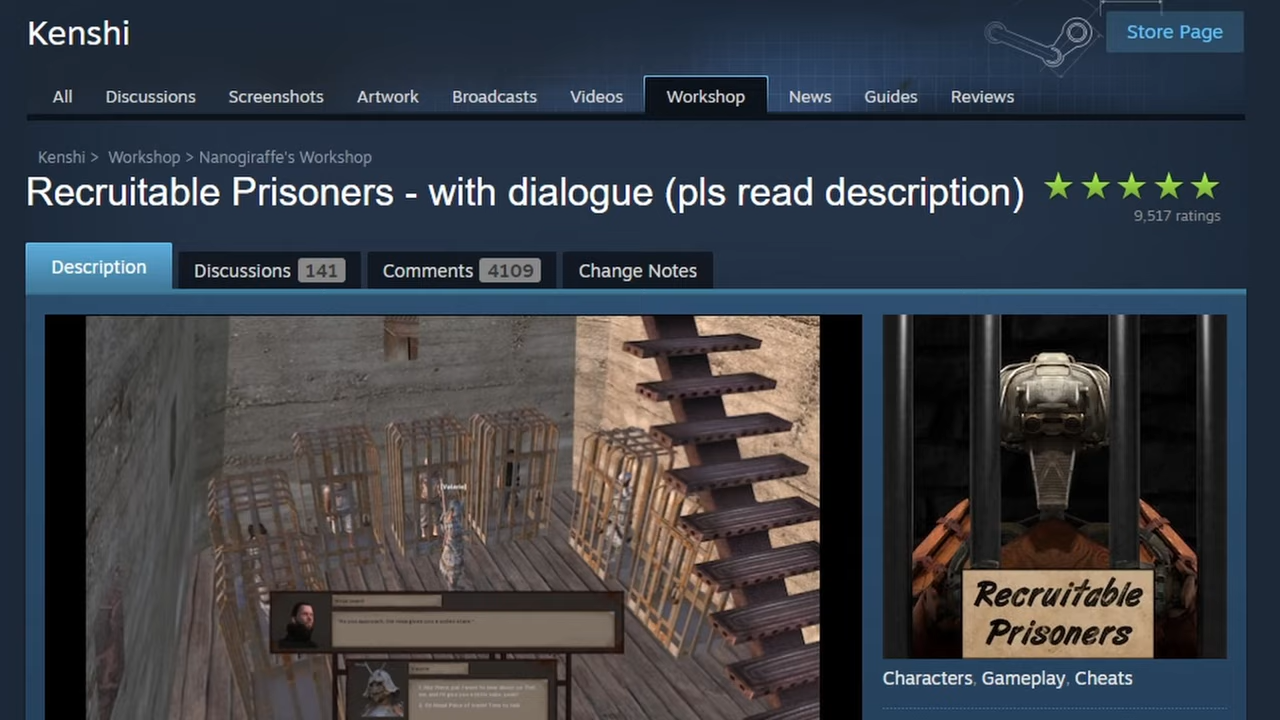 Kenshi
Store Page
All Discussions Screenshots Artwork Broadcasts Videos Workshop News Guides Reviews
Kenshi > Workshop > Nanogiraffe's Workshop
Recruitable Prisoners - with dialogue (pls read description)
9,517 ratings
Description Discussions 141 Comments 4109 Change Notes
Recruitable
Prisoners
Characters, Gameplay, Cheats